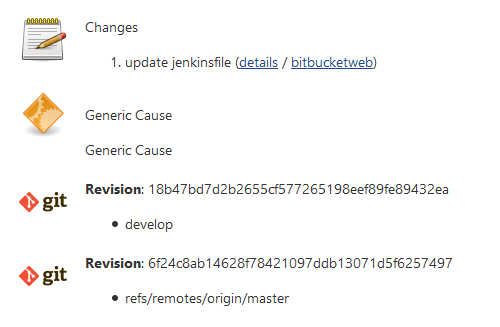 Changes
1. update jenkinsfile (details / bitbucketweb)
Generic Cause
Generic Cause
git
Revision: 18b47bd7d2b2655cf577265198eef89fe89432ea
• develop
git
Revision: 6f24c8ab14628f78421097ddb13071d5f6257497
• refs/remotes/origin/master